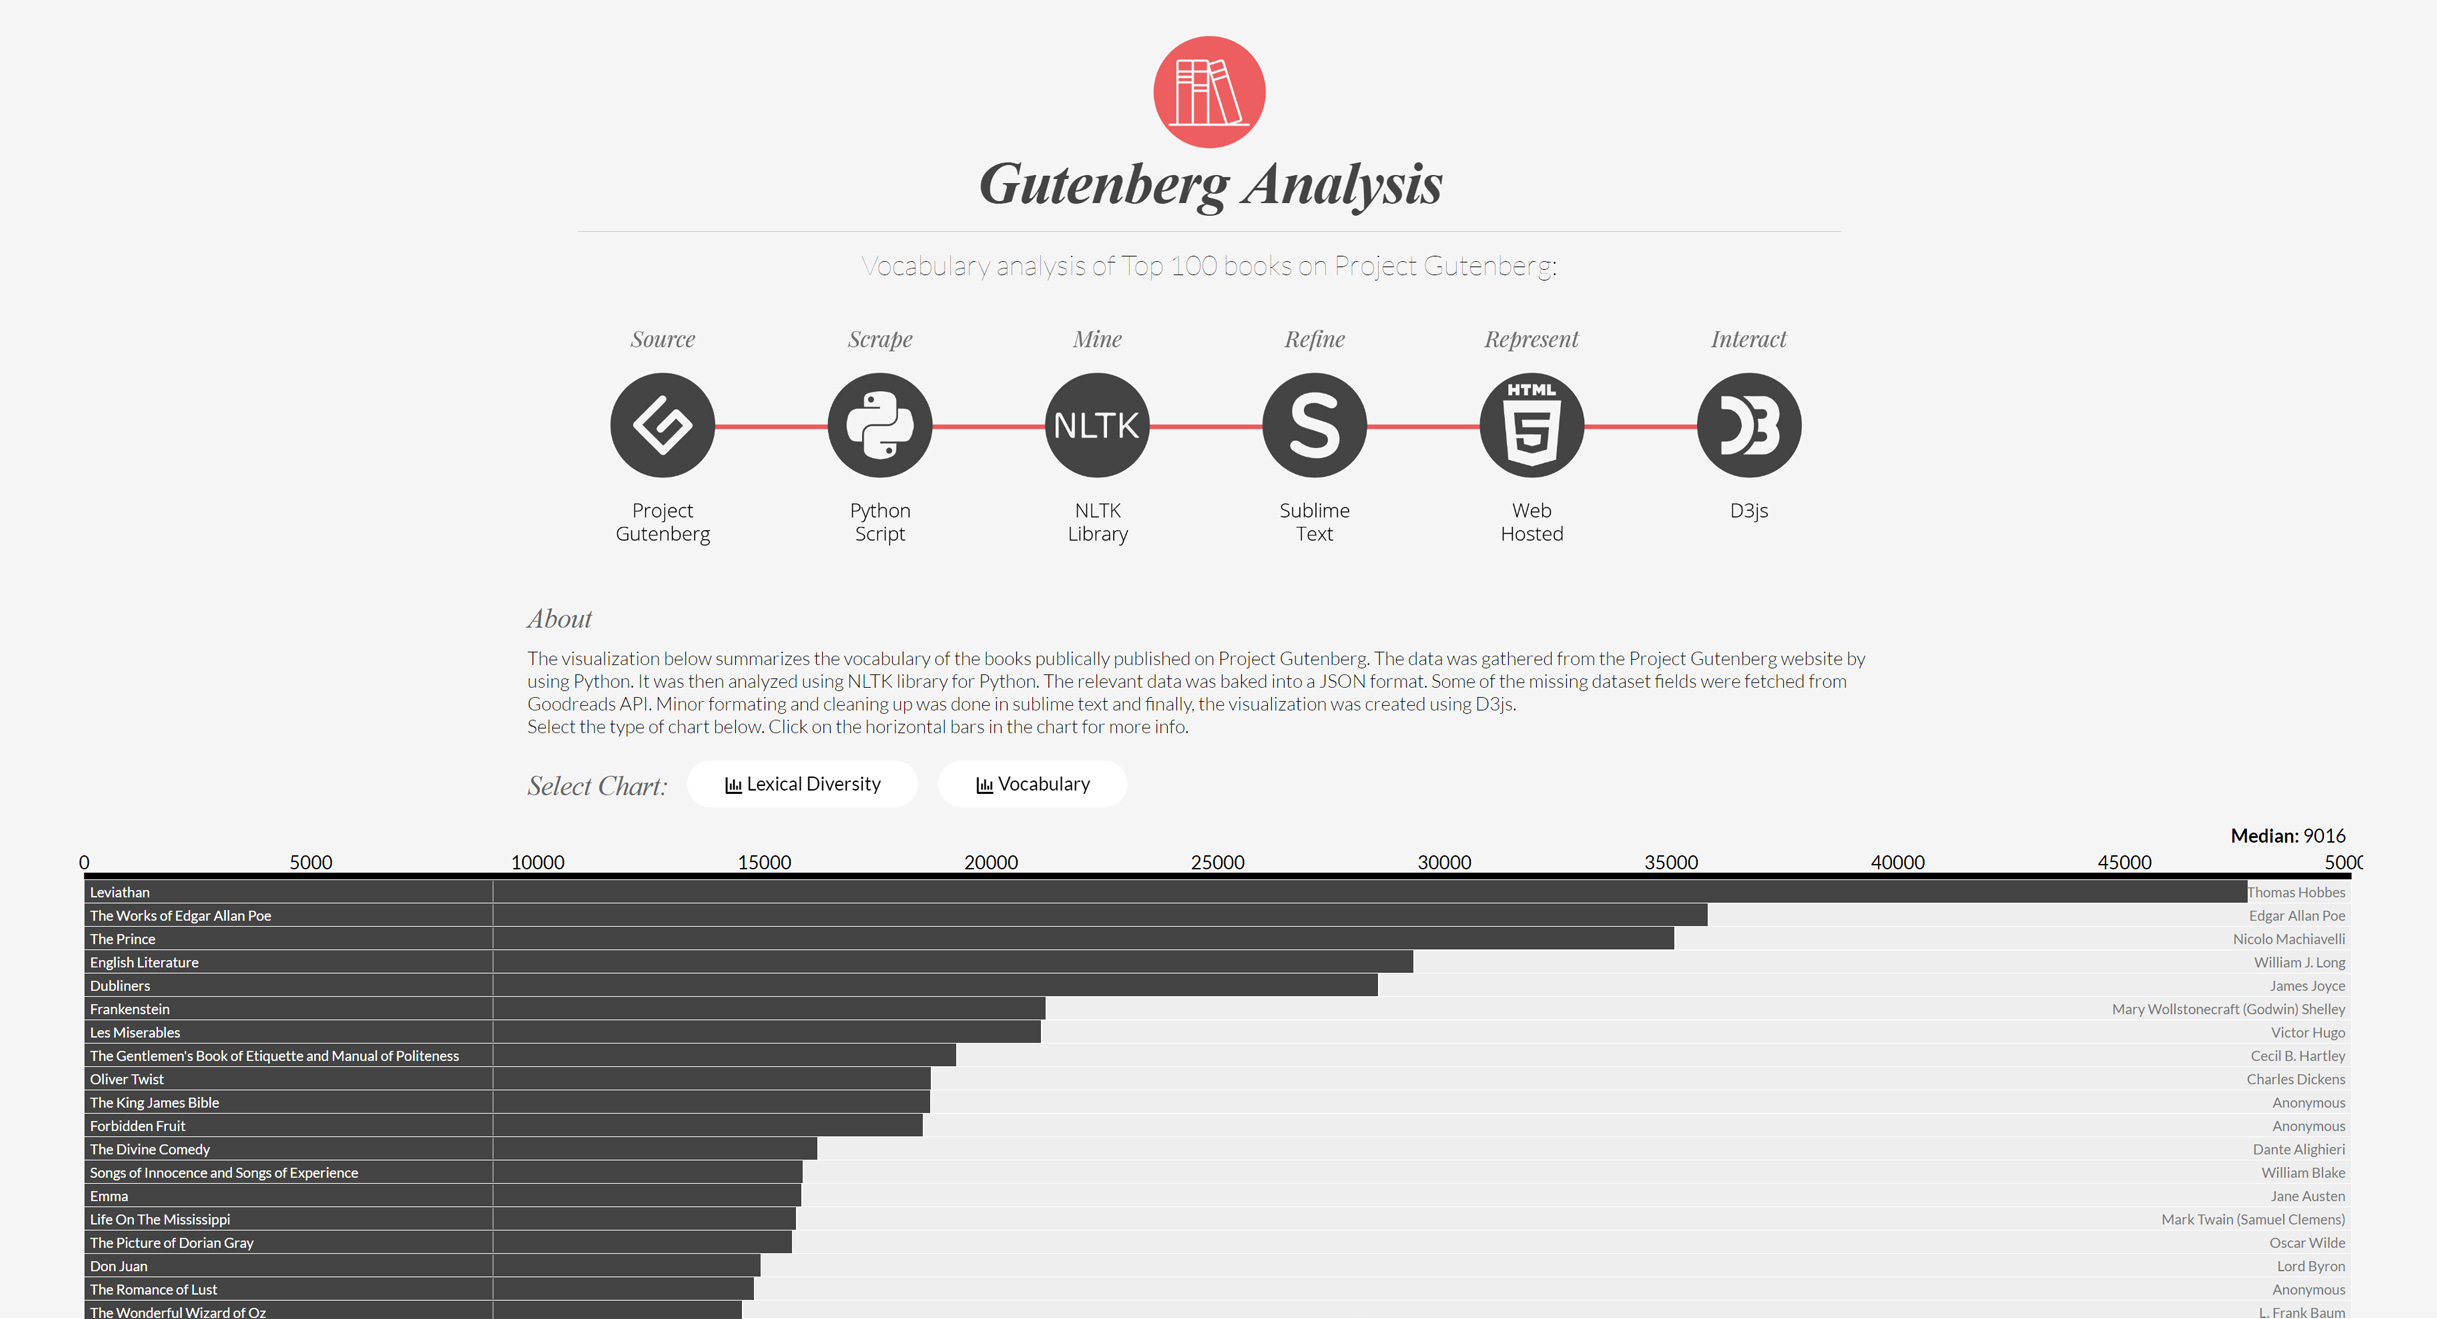 Gutenberg Analysis
Vocabulary analysis of Top 100 books on Project Gutenberg:
Source
Scrape
Mine
Refine
Represent
Interact
NLTK
S
HTML
5
D3
Project
Gutenberg
Python
Script
NLTK
Library
Sublime
Text
Web
Hosted
D3js
About
The visualization below summarizes the vocabulary of the books publically published on Project Gutenberg. The data was gathered from the Project Gutenberg website by
using Python. It was then analyzed using NLTK library for Python. The relevant data was baked into a JSON format. Some of the missing dataset fields were fetched from
Goodreads API. Minor formating and cleaning up was done in sublime text and finally, the visualization was created using D3js.
Select the type of chart below. Click on the horizontal bars in the chart for more info.
Select Chart: Lexical Diversity Vocabulary
Median: 9016
0 5000 10000 15000 20000 25000 30000 35000 40000 45000 5000
Leviathan Thomas Hobbes
The Works of Edgar Allan Poe Edgar Allan Poe
The Prince Nicolo Machiavelli
English Literature William J. Long
Dubliners James Joyce
Frankenstein Mary Wollstonecraft (Godwin) Shelley
Les Miserables Victor Hugo
The Gentlemen's Book of Etiquette and Manual of Politeness Cecil B. Hartley
Oliver Twist Charles Dickens
The King James Bible Anonymous
Forbidden Fruit Anonymous
The Divine Comedy Dante Alighieri
Songs of Innocence and Songs of Experience William Blake
Emma Jane Austen
Life On The Mississippi Mark Twain (Samuel Clemens)
The Picture of Dorian Gray Oscar Wilde
Don Juan Lord Byron
The Romance of Lust Anonymous
The Wonderful Wizard of Oz L. Frank Baum